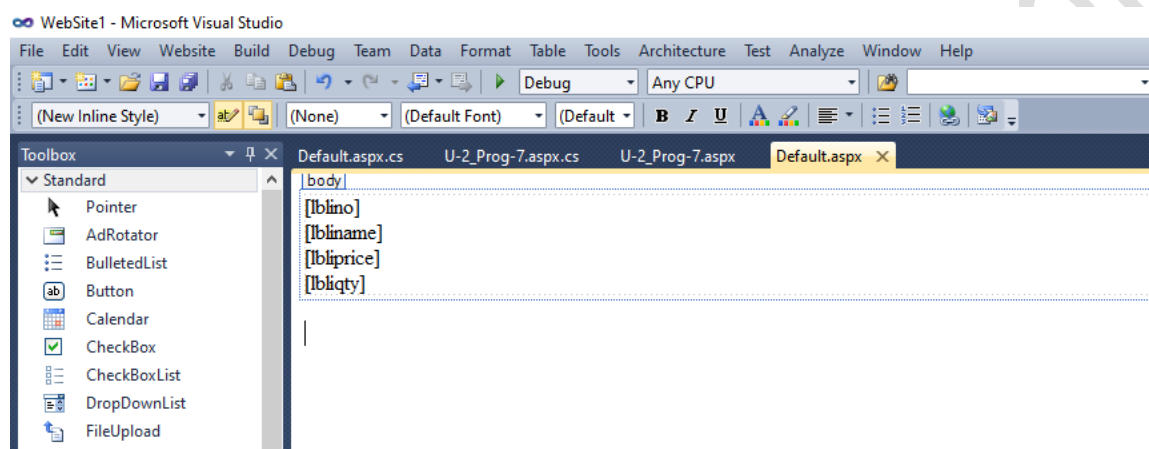 WebSite1 - Microsoft Visual Studio
File Edit View Website Build Debug Team Data Format Table Tools Architecture Test Analyze Window Help
Debug Any CPU
(New Inline Style) ab (None) (Default Font) (Default B I U A
Toolbox Default.aspx.cs U-2_Prog-7.aspx.cs U-2_Prog-7.aspx Default.aspx
Standard body
Pointer [lblino]
AdRotator [lbliname]
BulletedList [lbliprice]
ab Button [lbliqty]
Calendar
CheckBox
CheckBoxList
DropDownList
FileUpload